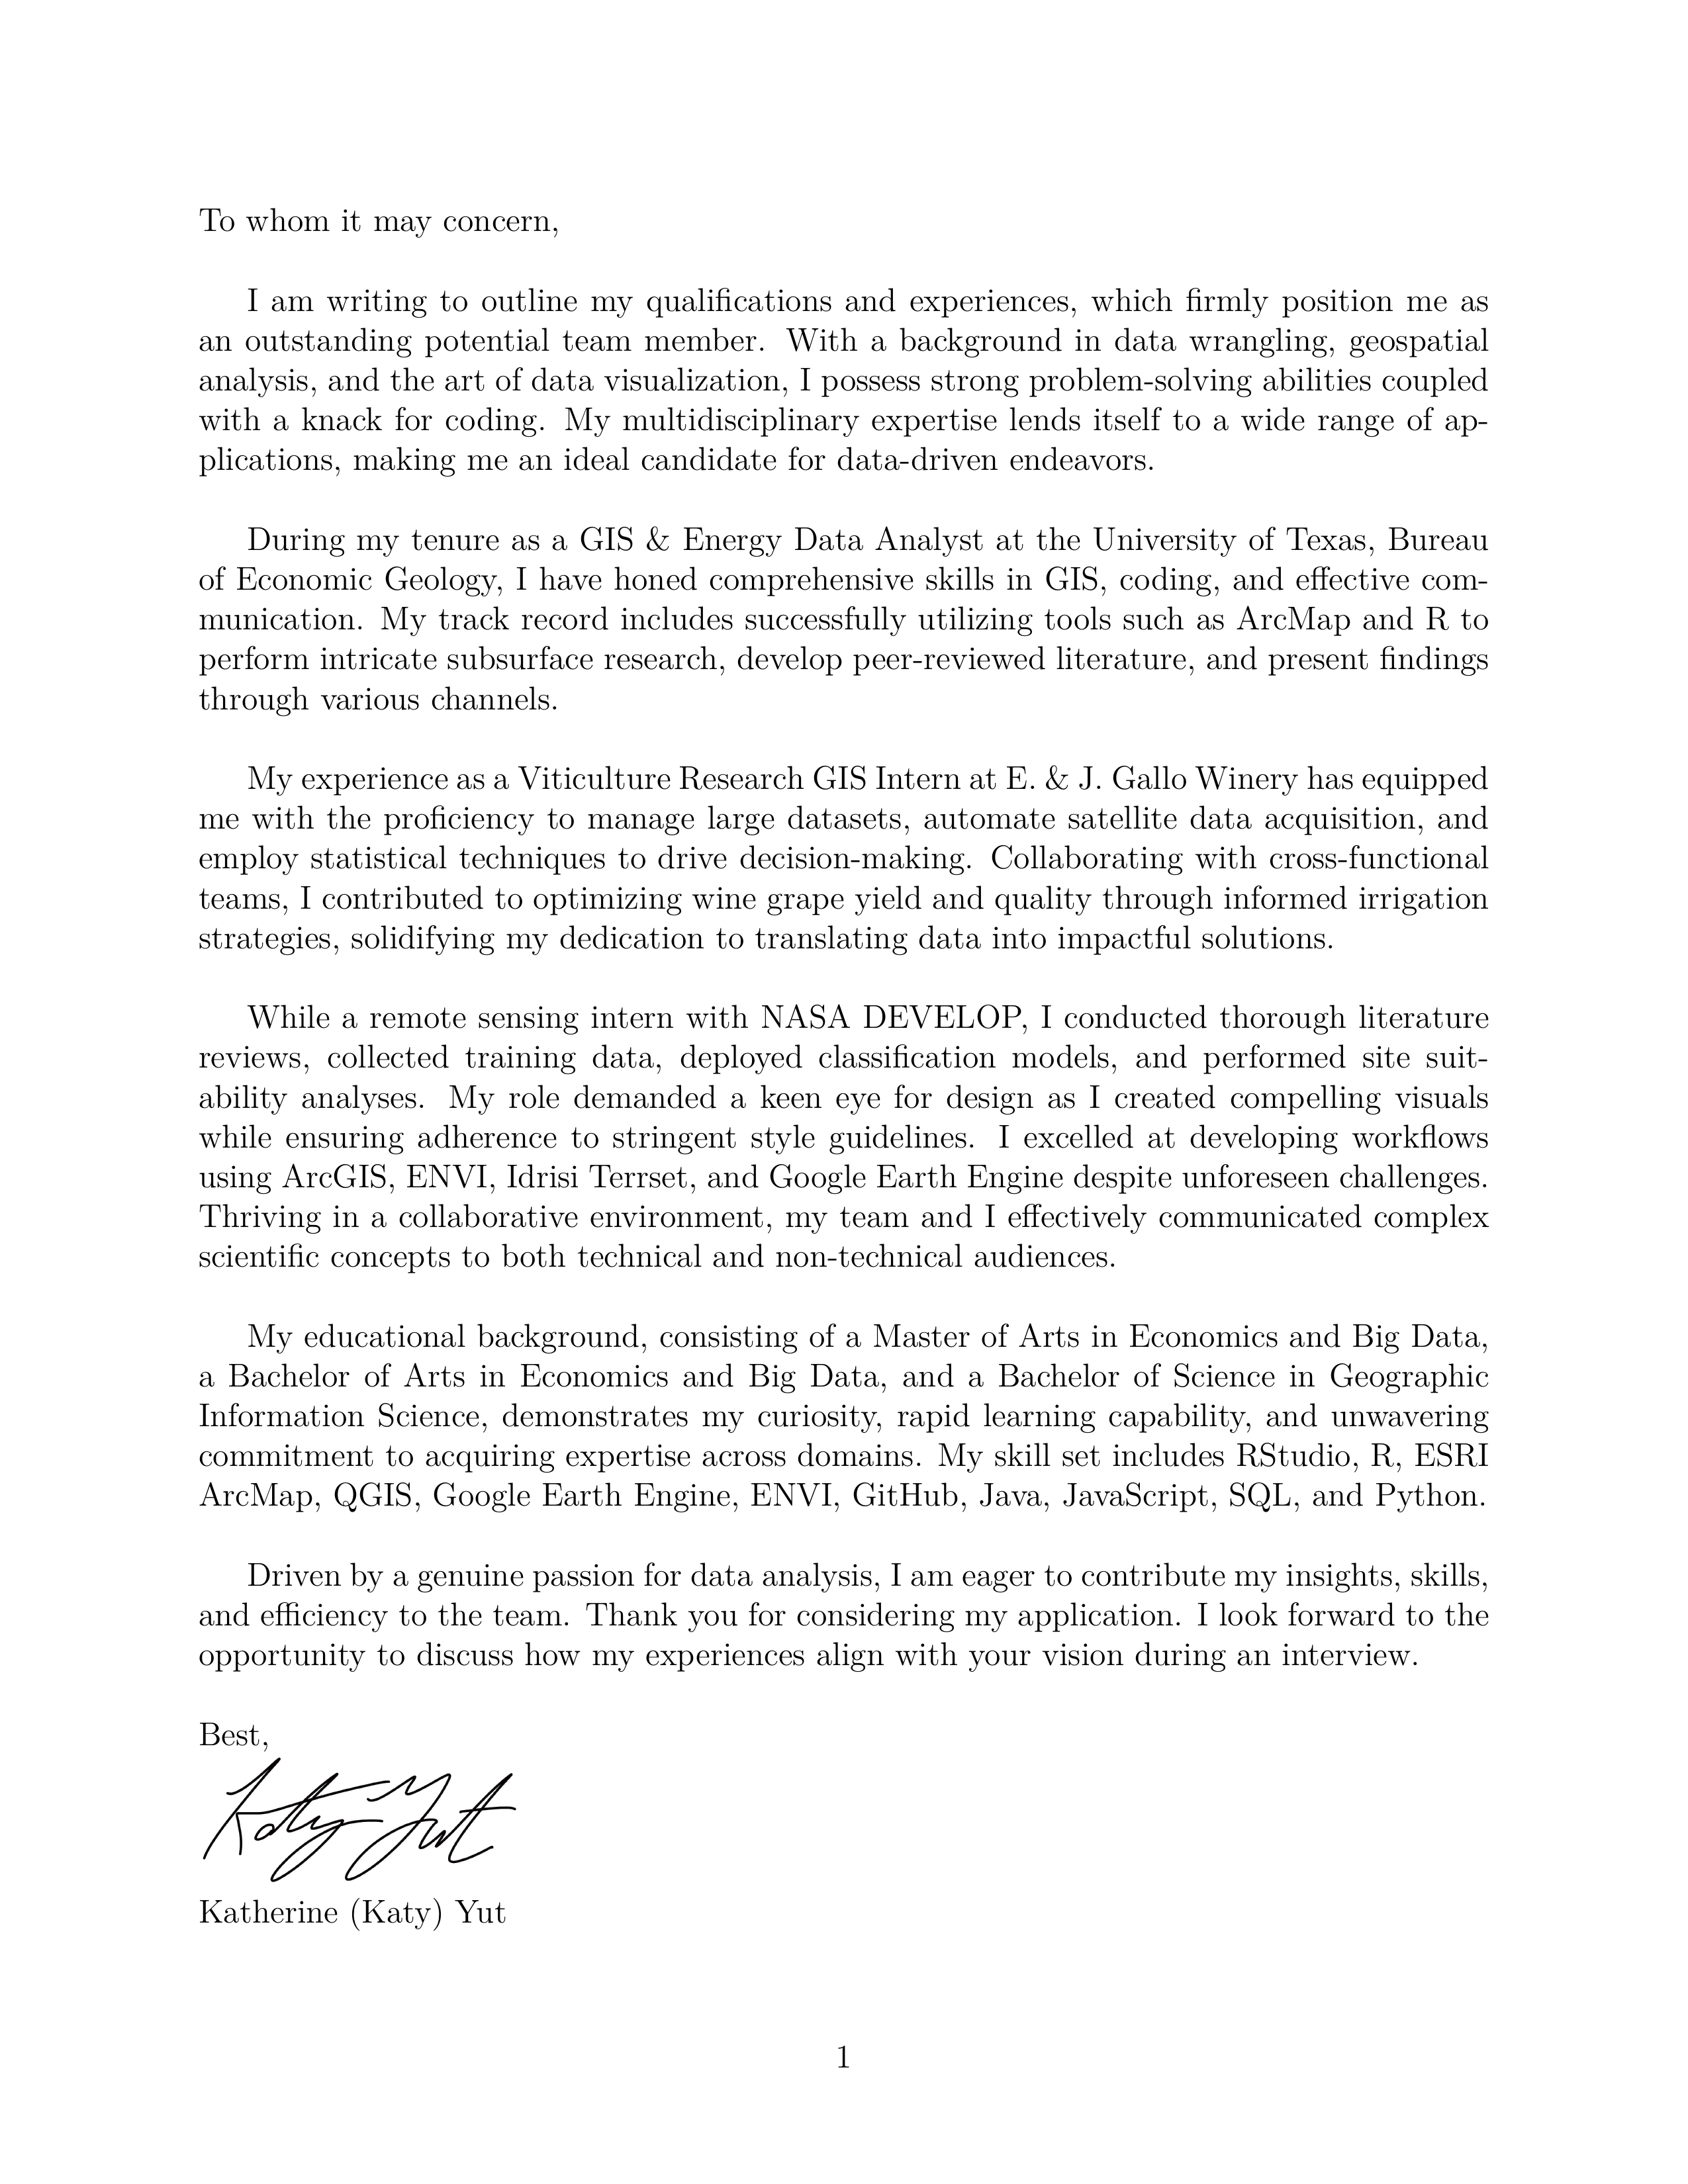 To whom it may concern,
I am writing to outline my qualifications and experiences, which firmly position me as
an outstanding potential team member. With a background in data wrangling, geospatial
analysis, and the art of data visualization, I possess strong problem-solving abilities coupled
with a knack for coding. My multidisciplinary expertise lends itself to a wide range of ap-
plications, making me an ideal candidate for data-driven endeavors.
During my tenure as a GIS & Energy Data Analyst at the University of Texas, Bureau
of Economic Geology, I have honed comprehensive skills in GIS, coding, and effective com-
munication. My track record includes successfully utilizing tools such as ArcMap and R to
perform intricate subsurface research, develop peer-reviewed literature, and present findings
through various channels.
My experience as a Viticulture Research GIS Intern at E. & J. Gallo Winery has equipped
me with the proficiency to manage large datasets, automate satellite data acquisition, and
employ statistical techniques to drive decision-making. Collaborating with cross-functional
teams, I contributed to optimizing wine grape yield and quality through informed irrigation
strategies, solidifying my dedication to translating data into impactful solutions.
While a remote sensing intern with NASA DEVELOP, I conducted thorough literature
reviews, collected training data, deployed classification models, and performed site suit-
ability analyses. My role demanded a keen eye for design as I created compelling visuals
while ensuring adherence to stringent style guidelines. I excelled at developing workflows
using ArcGIS, ENVI, Idrisi Terrset, and Google Earth Engine despite unforeseen challenges.
Thriving in a collaborative environment, my team and I effectively communicated complex
scientific concepts to both technical and non-technical audiences.
My educational background, consisting of a Master of Arts in Economics and Big Data,
a Bachelor of Arts in Economics and Big Data, and a Bachelor of Science in Geographic
Information Science, demonstrates my curiosity, rapid learning capability, and unwavering
commitment to acquiring expertise across domains. My skill set includes RStudio, R, ESRI
ArcMap, QGIS, Google Earth Engine, ENVI, GitHub, Java, JavaScript, SQL, and Python.
Driven by a genuine passion for data analysis, I am eager to contribute my insights, skills,
and efficiency to the team. Thank you for considering my application. I look forward to the
opportunity to discuss how my experiences align with your vision during an interview.
Best,
Katy Yut
Katherine (Katy) Yut
1